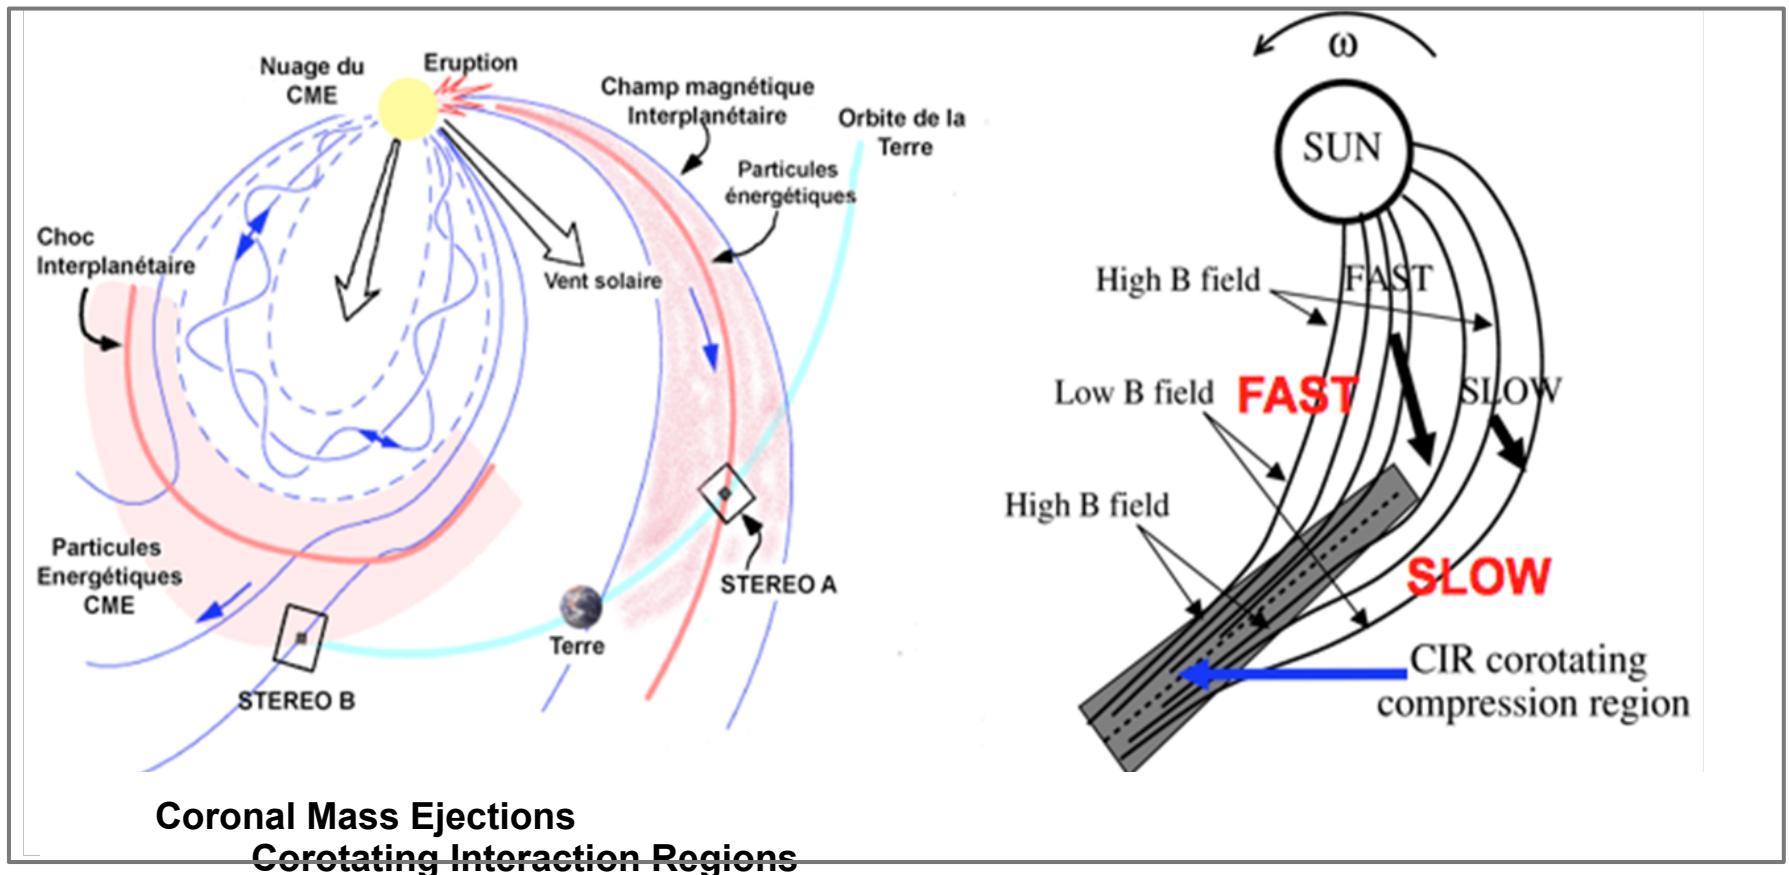 Nuage du
CME
Eruption
Champ magnétique
Interplanétaire
Orbite de la
Terre
Particules
énergétiques
Choc
Interplanétaire
Vent solaire
Particules
Energétiques
CME
STEREO A
Terre
STEREO B
ω
SUN
High B field
FAST
Low B field
FAST
SLOW
High B field
SLOW
CIR corotating
compression region
Coronal Mass Ejections
Corotating Interaction Regions